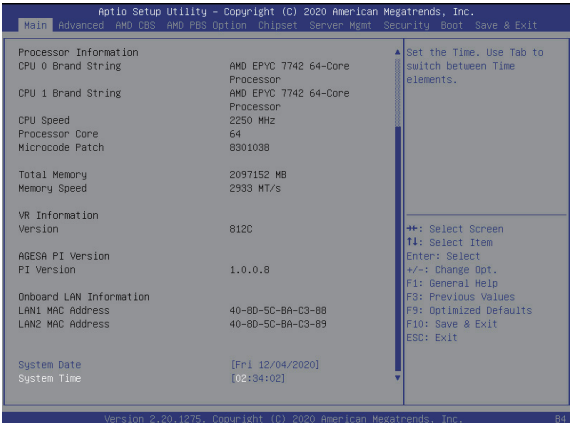 Aptio Setup Utility – Copyright (C) 2020 American Megatrends, Inc.
Main Advanced AMD CBS AMD PBS Option Chipset Server Mgmt Security Boot Save & Exit
Processor Information
CPU 0 Brand String AMD EPYC 7742 64-Core
Processor
CPU 1 Brand String AMD EPYC 7742 64-Core
Processor
CPU Speed 2250 MHz
Processor Core 64
Microcode Patch 8301038
Total Memory 2097152 MB
Memory Speed 2933 MT/s
VR Information
Version 812C
AGESA PI Version
PI Version 1.0.0.8
Onboard LAN Information
LAN1 MAC Address 40-8D-5C-BA-C3-88
LAN2 MAC Address 40-8D-5C-BA-C3-89
System Date [Fri 12/04/2020]
System Time [02:34:02]
Set the Time. Use Tab to
switch between Time
elements.
→←: Select Screen
↑↓: Select Item
Enter: Select
+/-: Change Opt.
F1: General Help
F3: Previous Values
F9: Optimized Defaults
F10: Save & Exit
ESC: Exit
Version 2.20.1275. Copyright (C) 2020 American Megatrends, Inc.
B4